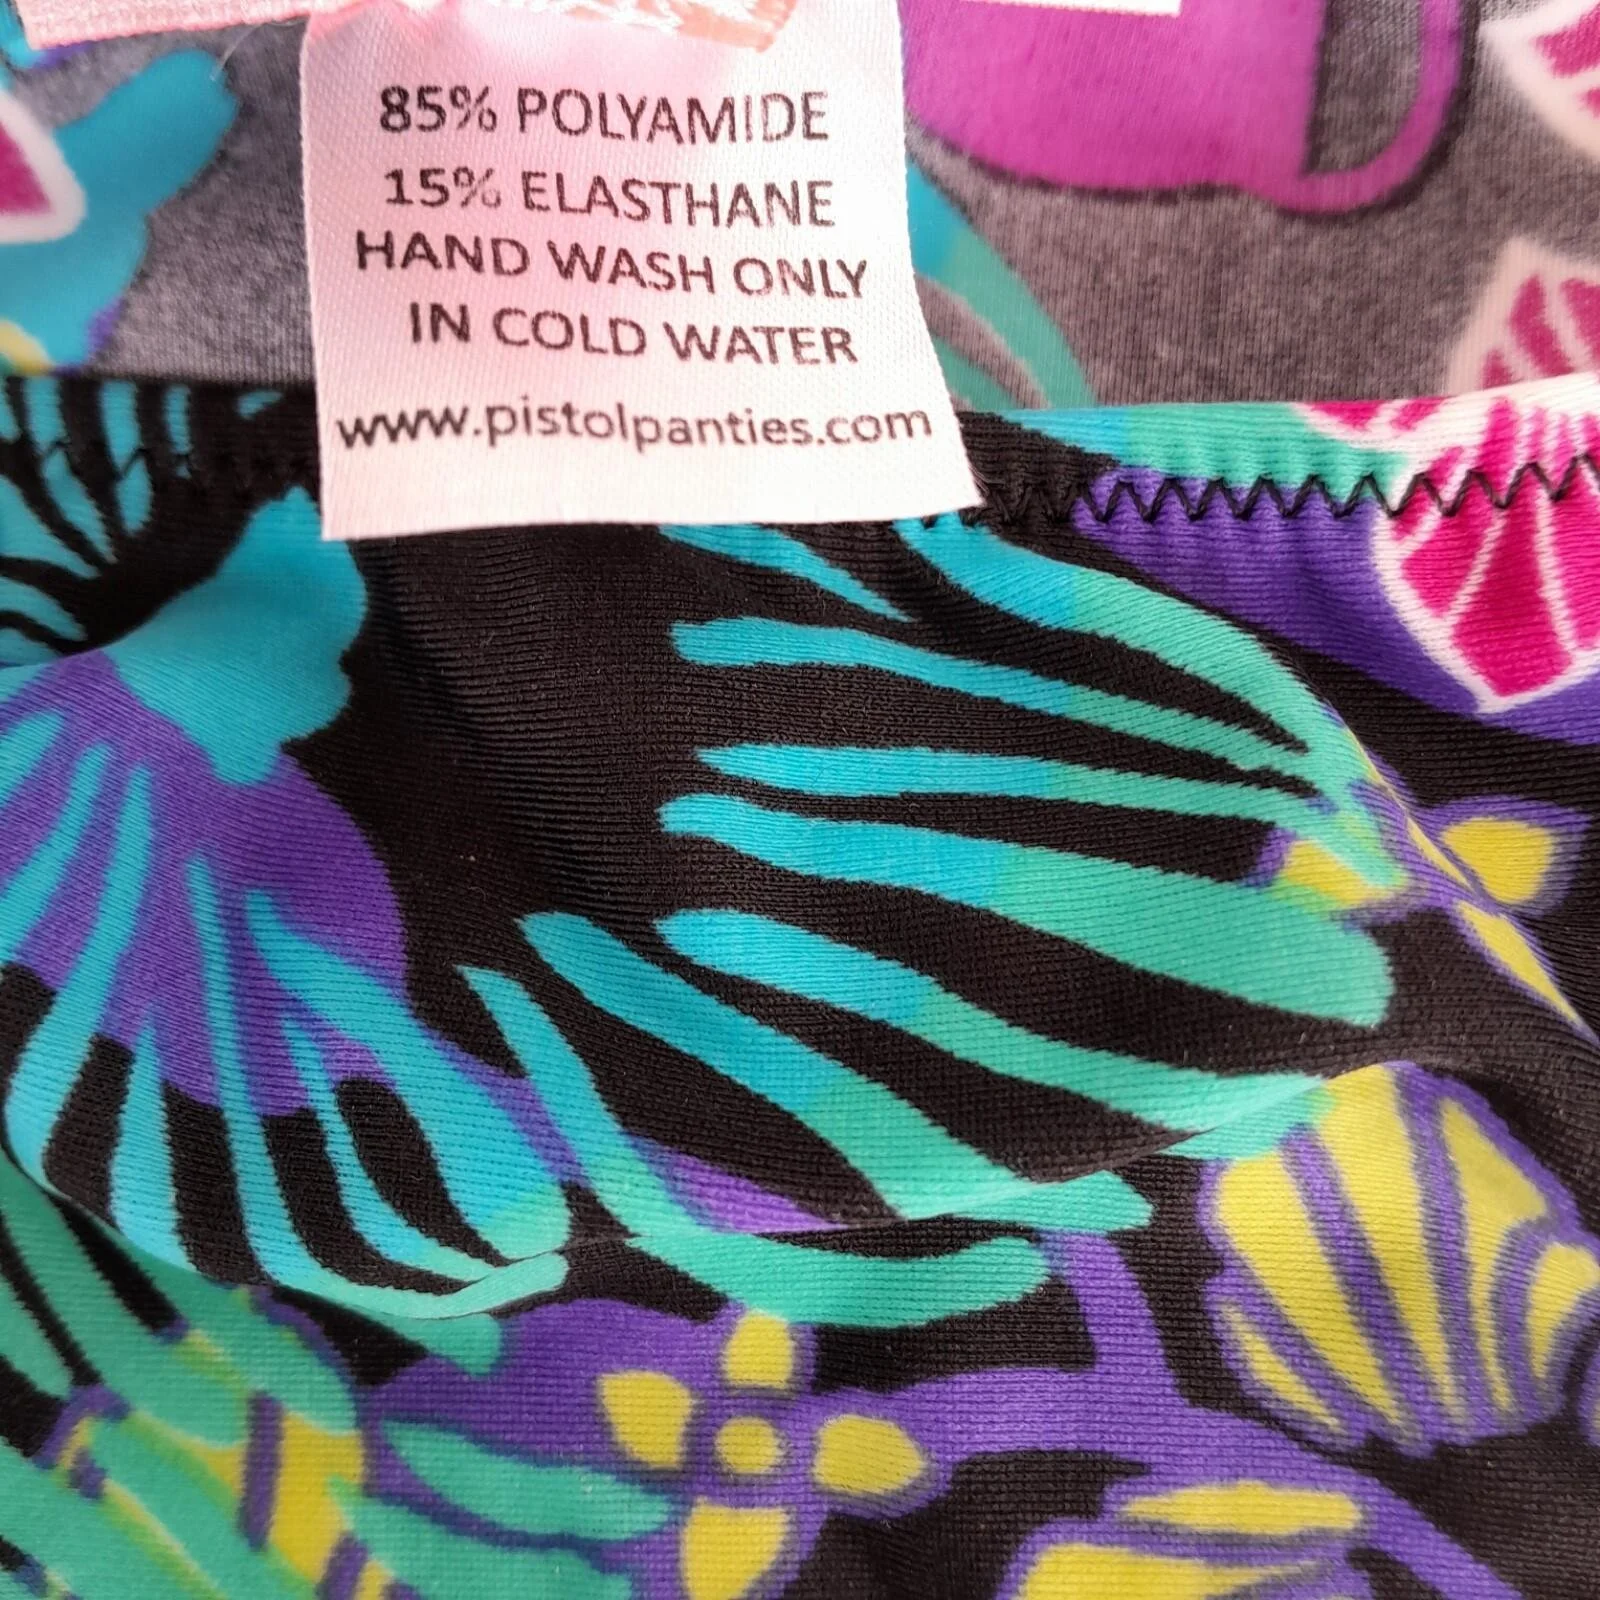 85% POLYAMIDE
15% ELASTHANE
HAND WASH ONLY
IN COLD WATER
www.pistolpanties.com